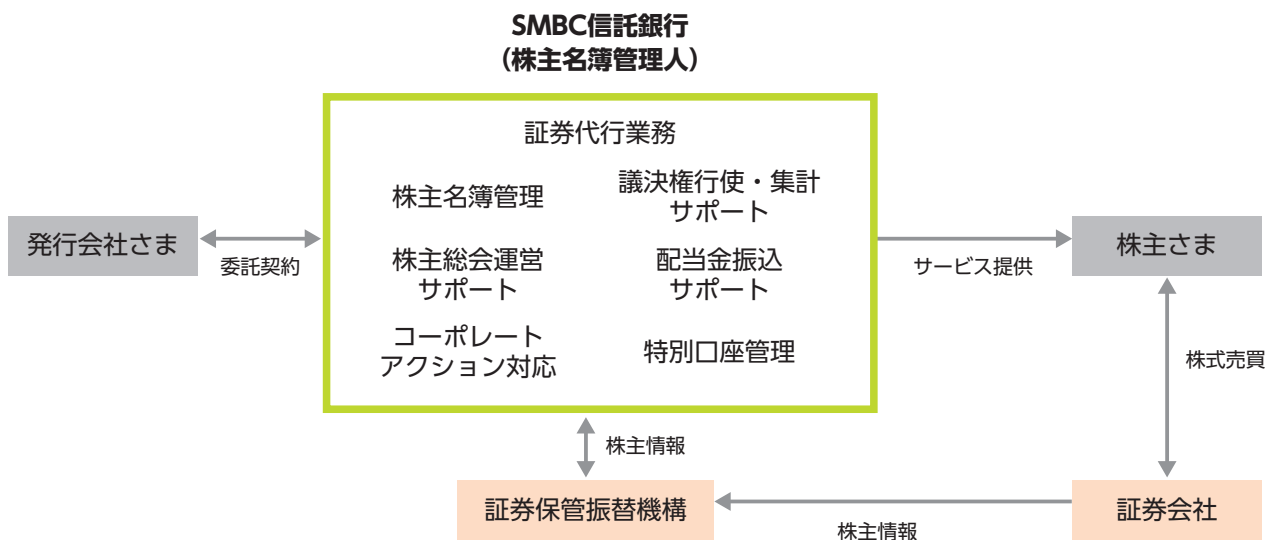 SMBC信託銀行
（株主名簿管理人）
証券代行業務
株主名簿管理
議決権行使・集計
サポート
株主総会運営
サポート
配当金振込
サポート
コーポレート
アクション対応
特別口座管理
発行会社さま
委託契約
サービス提供
株主さま
株式売買
株主情報
証券保管振替機構
株主情報
証券会社